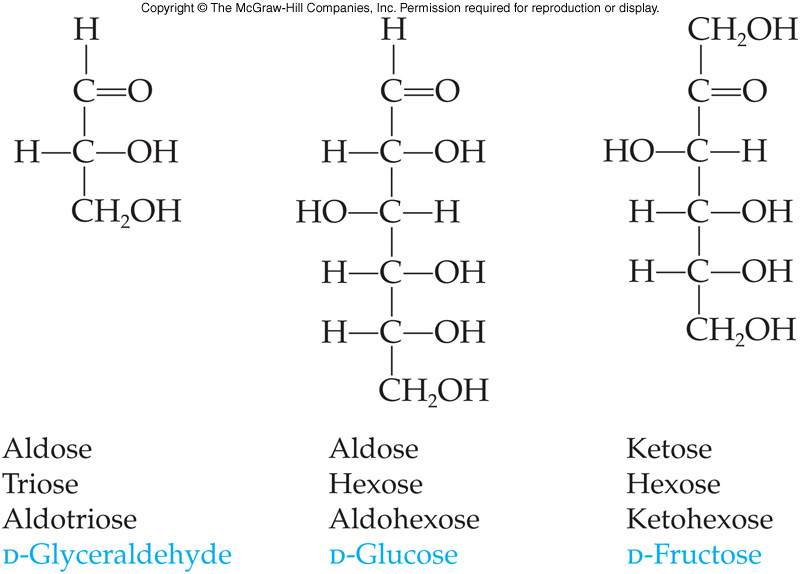 Copyright © The McGraw-Hill Companies, Inc. Permission required for reproduction or display.
H
C=O
H—C—OH
CH₂OH
H
C=O
H—C—OH
HO—C—H
H—C—OH
H—C—OH
CH₂OH
CH₂OH
C=O
HO—C—H
H—C—OH
H—C—OH
CH₂OH
Aldose
Triose
Aldotriose
D-Glyceraldehyde
Aldose
Hexose
Aldohexose
D-Glucose
Ketose
Hexose
Ketohexose
D-Fructose